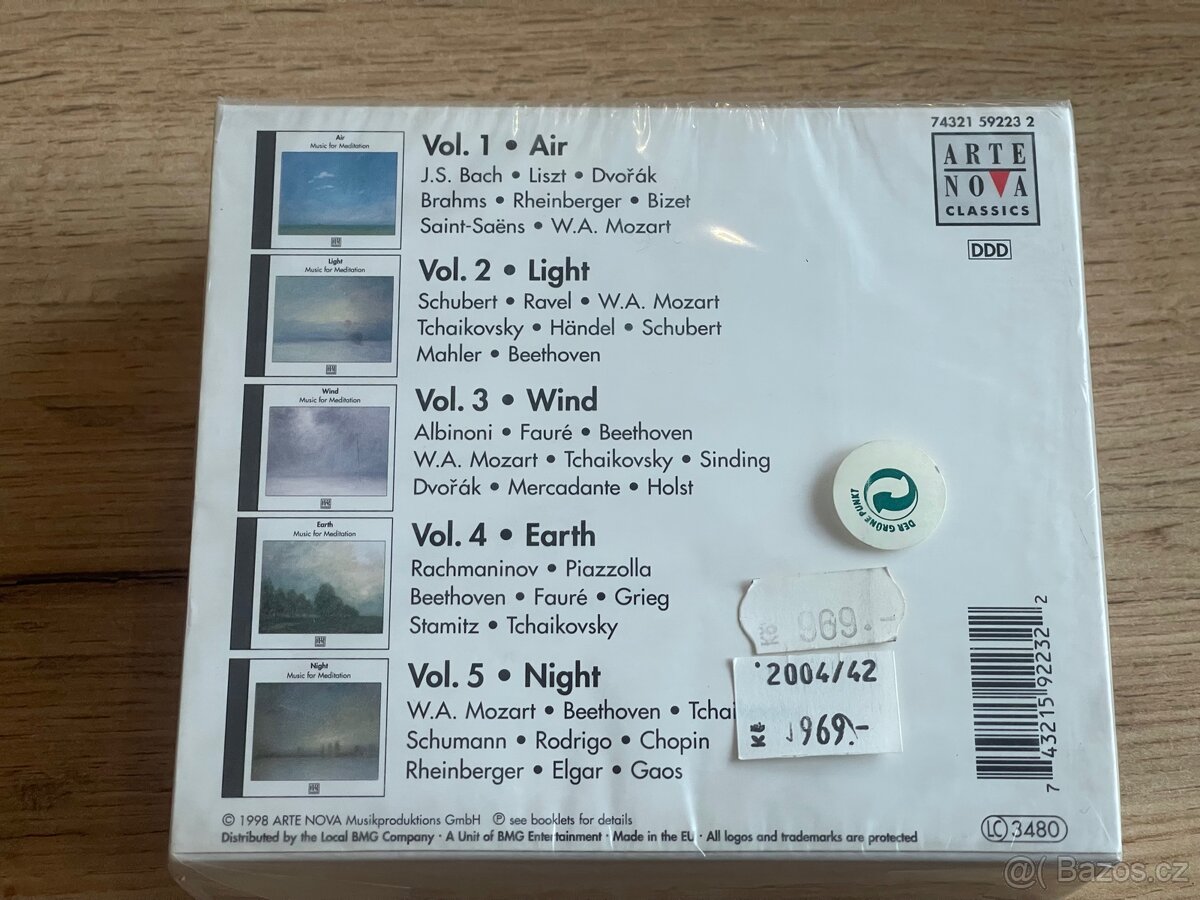 74321 59223 2
ARTE
NOVA
CLASSICS
DDD
Air
Music for Meditation
Vol. 1 • Air
J.S. Bach • Liszt • Dvořák
Brahms • Rheinberger • Bizet
Saint-Saëns • W.A. Mozart
Light
Music for Meditation
Vol. 2 • Light
Schubert • Ravel • W.A. Mozart
Tchaikovsky • Händel • Schubert
Mahler • Beethoven
Wind
Music for Meditation
Vol. 3 • Wind
Albinoni • Fauré • Beethoven
W.A. Mozart • Tchaikovsky • Sinding
Dvořák • Mercadante • Holst
DER GRÜNE PUNKT
Earth
Music for Meditation
Vol. 4 • Earth
Rachmaninov • Piazzolla
Beethoven • Fauré • Grieg
Stamitz • Tchaikovsky
Kč 969.-
2004/42
Kč 969.-
Night
Music for Meditation
Vol. 5 • Night
W.A. Mozart • Beethoven • Tchai
Schumann • Rodrigo • Chopin
Rheinberger • Elgar • Gaos
7 43215 92232 2
© 1998 ARTE NOVA Musikproduktions GmbH ℗ see booklets for details
Distributed by the Local BMG Company · A Unit of BMG Entertainment · Made in the EU · All logos and trademarks are protected
LC 3480
@( Bazos.cz